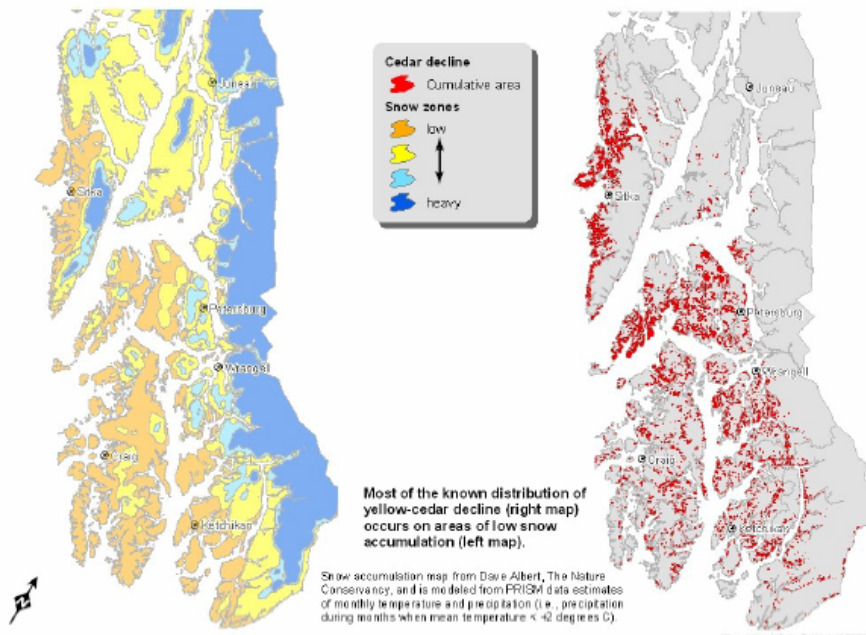 Juneau
Sitka
Petersburg
Wrangell
Craig
Ketchikan
Cedar decline
Cumulative area
Snow zones
low
heavy
Juneau
Sitka
Petersburg
Wrangell
Craig
Ketchikan
Most of the known distribution of
yellow-cedar decline (right map)
occurs on areas of low snow
accumulation (left map).
Snow accumulation map from Dave Albert, The Nature
Conservancy, and is modeled from PRISM data estimates
of monthly temperature and precipitation (i.e., precipitation
during months when mean temperature < +2 degrees C).